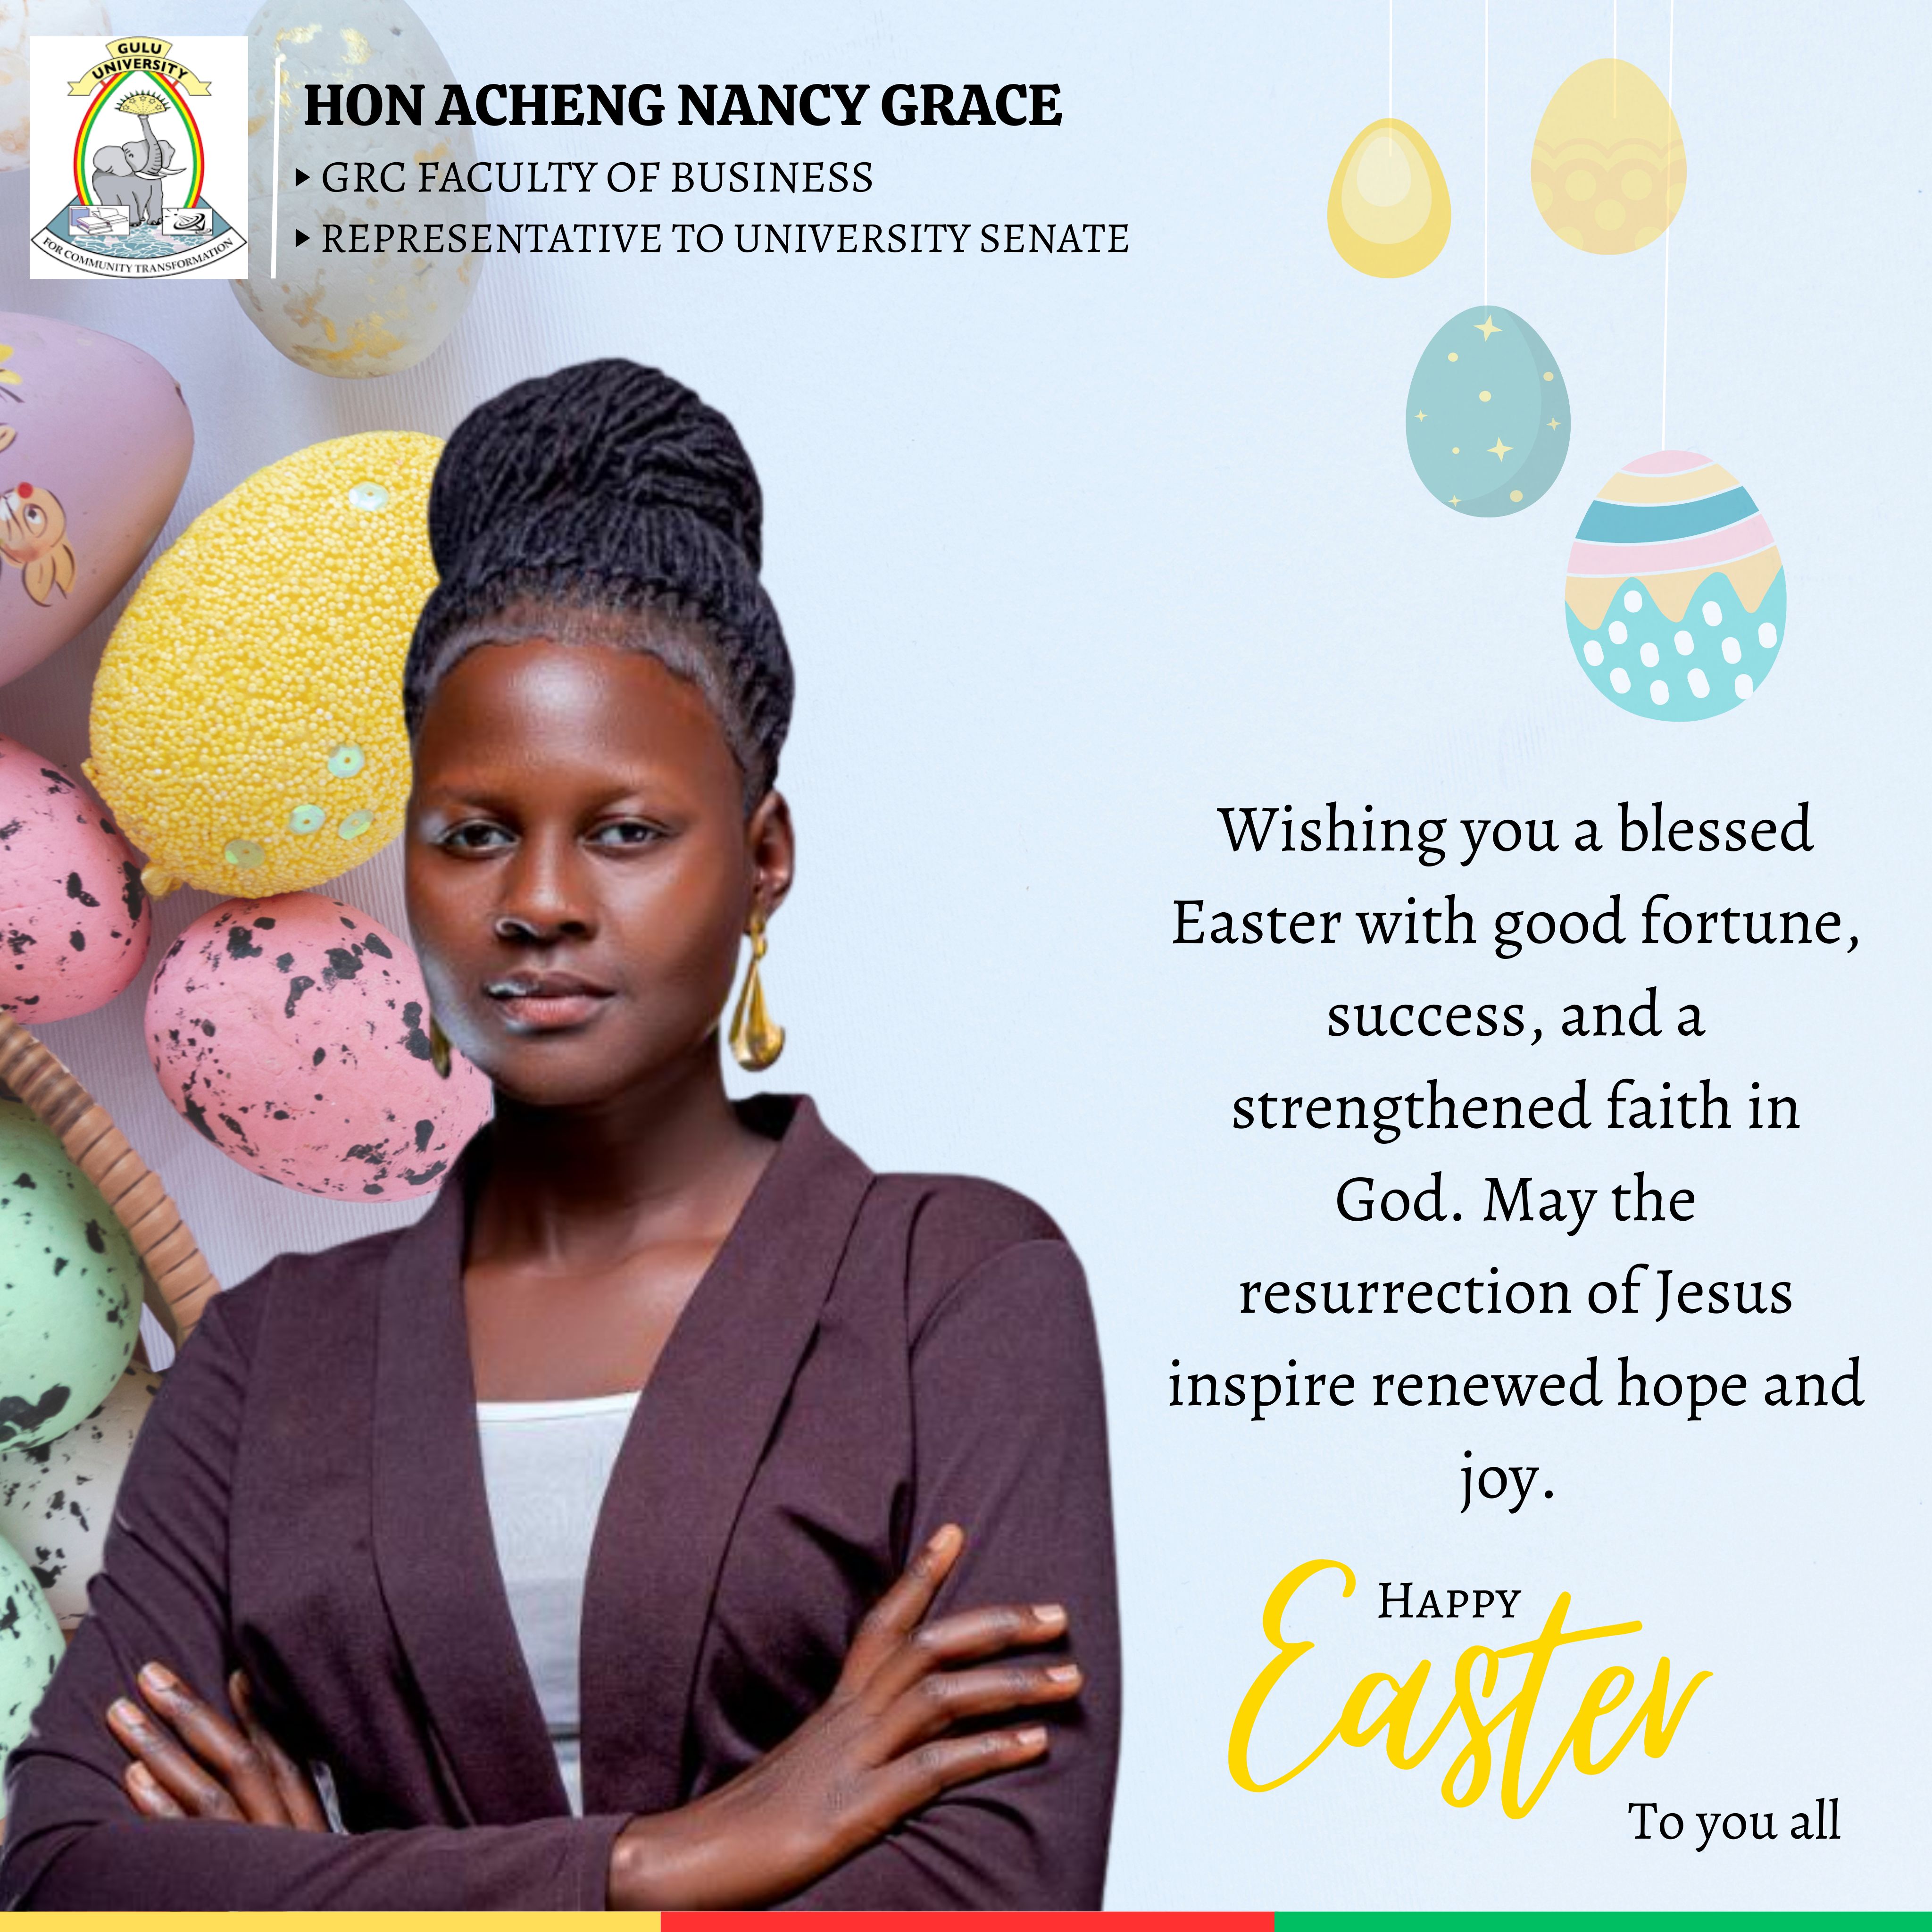 GULU
UNIVERSITY
FOR COMMUNITY TRANSFORMATION
HON ACHENG NANCY GRACE
GRC FACULTY OF BUSINESS
REPRESENTATIVE TO UNIVERSITY SENATE
Wishing you a blessed
Easter with good fortune,
success, and a
strengthened faith in
God. May the
resurrection of Jesus
inspire renewed hope and
joy.
HAPPY
Easter
To you all